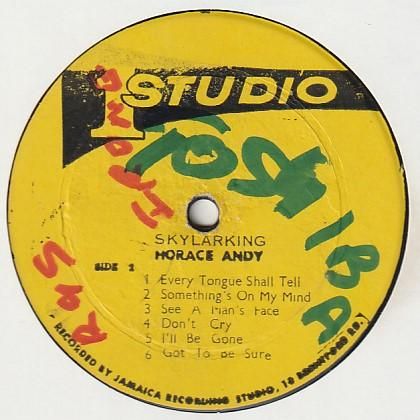 1 STUDIO
SKYLARKING
HORACE ANDY
SIDE 2
1 Every Tongue Shall Tell
2 Something's On My Mind
3 See A Man's Face
4 Don't Cry
5 I'll Be Gone
6 Got To Be Sure
RECORDED BY JAMAICA RECORDING STUDIO, 13 BRENTFORD RD.